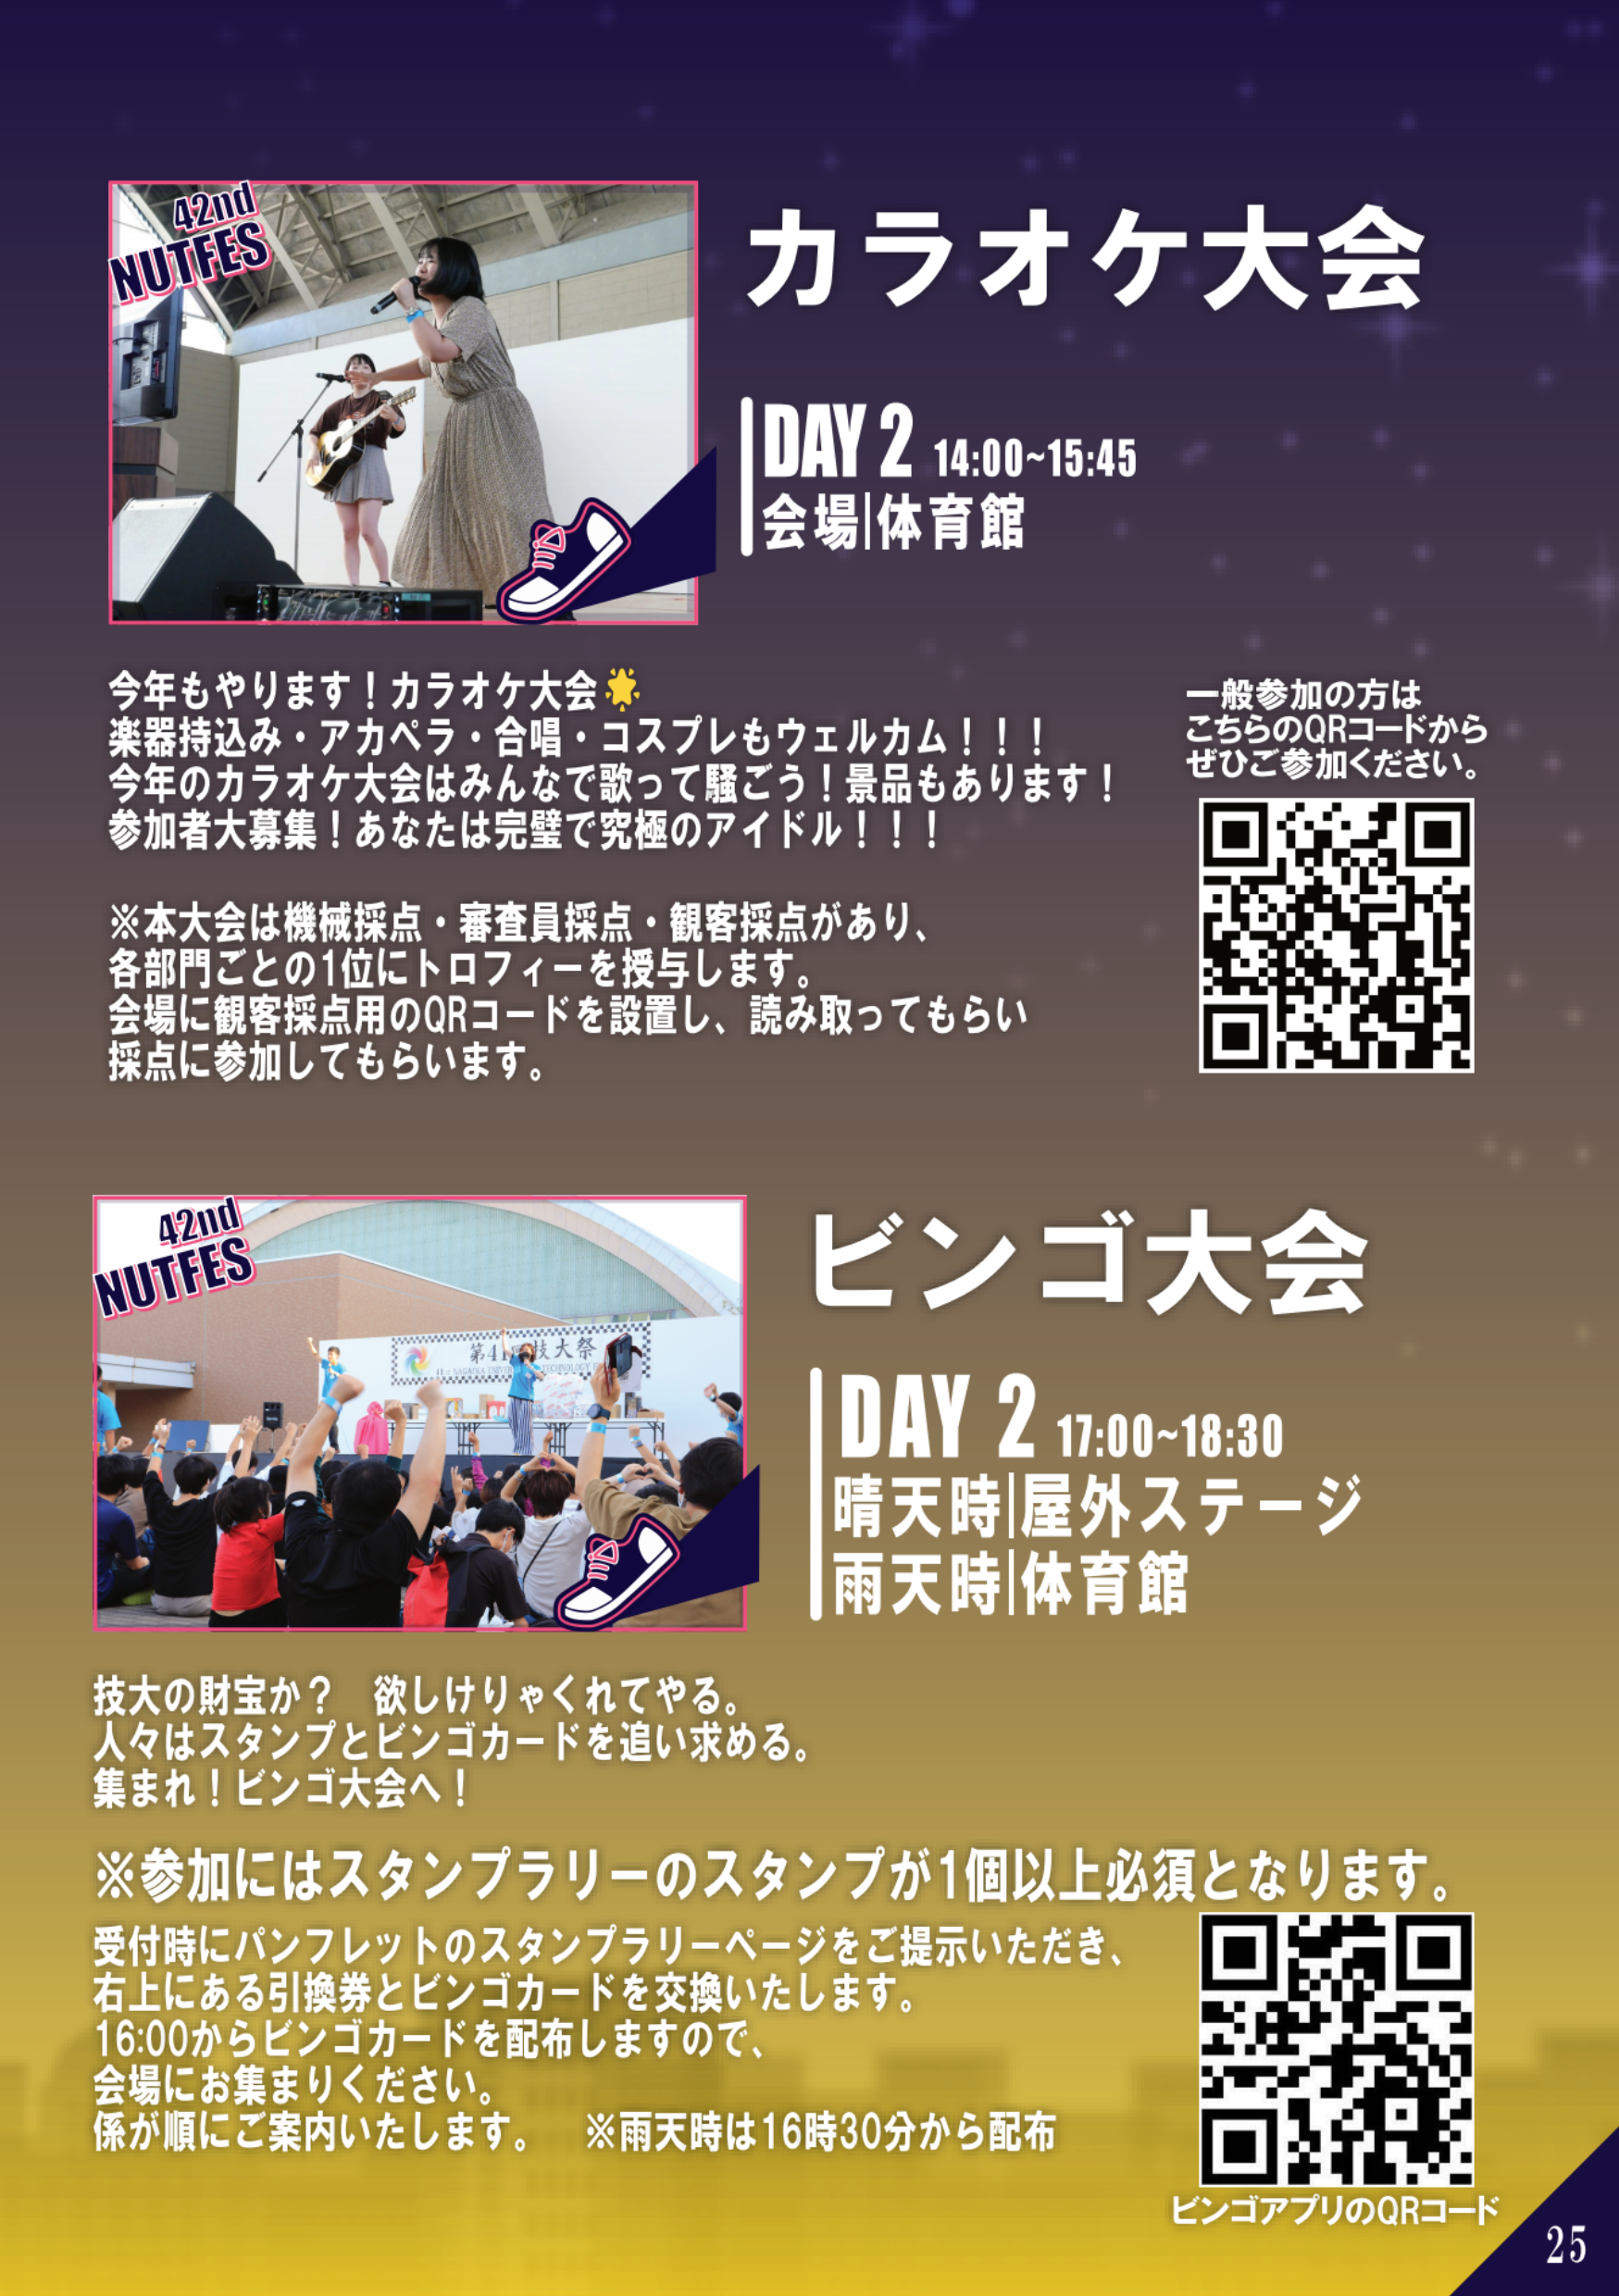 42nd
NUTFES
カラオケ大会
DAY 2 14:00~15:45
会場|体育館
今年もやります！カラオケ大会🌟
楽器持込み・アカペラ・合唱・コスプレもウェルカム！！！
今年のカラオケ大会はみんなで歌って騒ごう！景品もあります！
参加者大募集！あなたは完璧で究極のアイドル！！！
※本大会は機械採点・審査員採点・観客採点があり、
各部門ごとの1位にトロフィーを授与します。
会場に観客採点用のQRコードを設置し、読み取ってもらい
採点に参加してもらいます。
一般参加の方は
こちらのQRコードから
ぜひご参加ください。
42nd
NUTFES
第41回技大祭
41st NAGAOKA TECHNOLOGY
ビンゴ大会
DAY 2 17:00~18:30
晴天時|屋外ステージ
雨天時|体育館
技大の財宝か？　欲しけりゃくれてやる。
人々はスタンプとビンゴカードを追い求める。
集まれ！ビンゴ大会へ！
※参加にはスタンプラリーのスタンプが1個以上必須となります。
受付時にパンフレットのスタンプラリーページをご提示いただき、
右上にある引換券とビンゴカードを交換いたします。
16:00からビンゴカードを配布しますので、
会場にお集まりください。
係が順にご案内いたします。　※雨天時は16時30分から配布
ビンゴアプリのQRコード
25